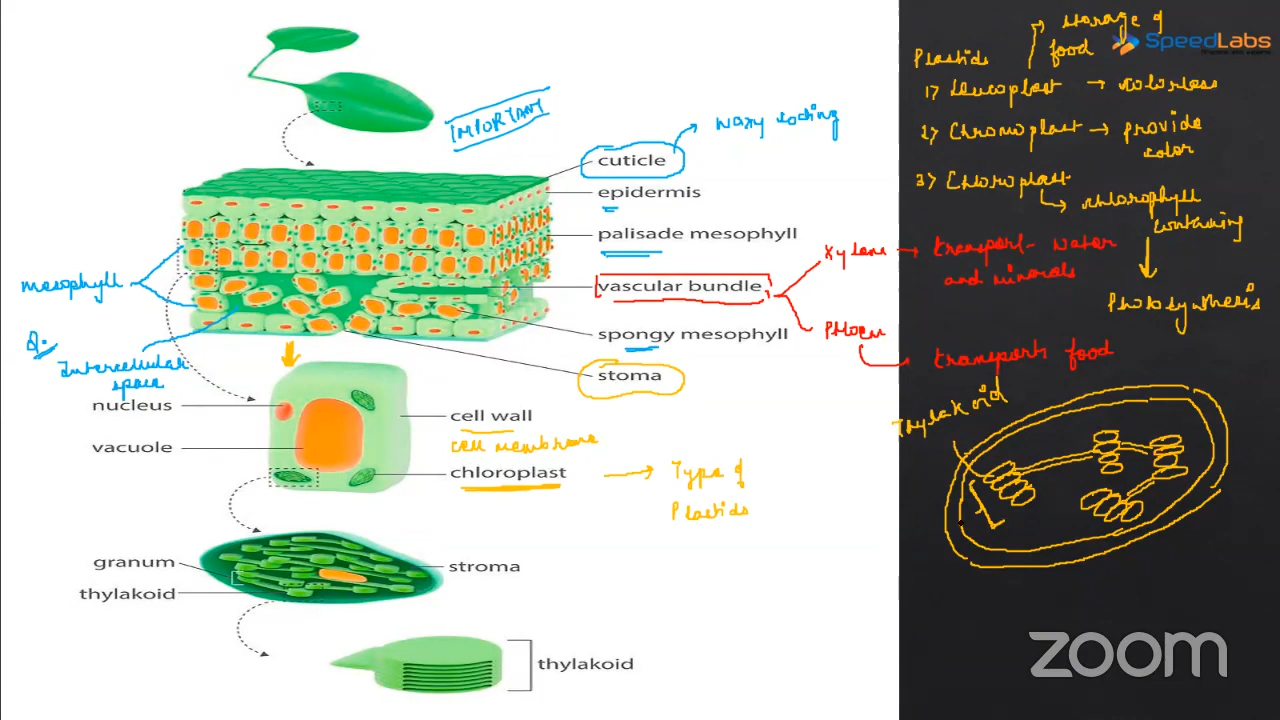 IMPORTANT
waxy coding
cuticle
epidermis
palisade mesophyll
vascular bundle
spongy mesophyll
stoma
mesophyll
Q.
Intercellular
space
Xylem
transport water
and minerals
Phloem
transports food
nucleus
vacuole
cell wall
cell membrane
chloroplast
Type of
Plastids
granum
thylakoid
stroma
thylakoid
storage of
food
SpeedLabs
Plastids
1) Leucoplast → colorless
2) Chromoplast → provide
color
3) Chloroplast
chlorophyll
containing
Photosynthesis
Thylakoid
zoom